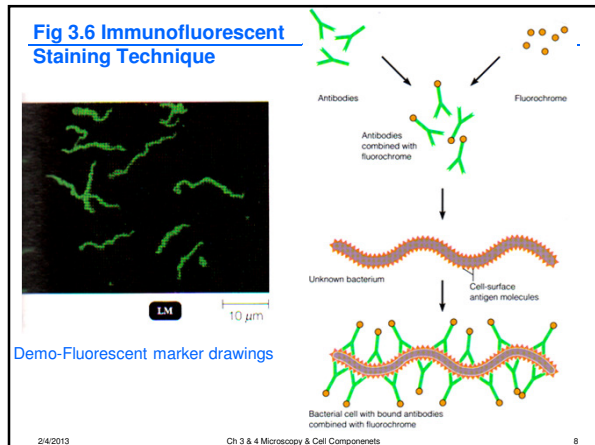 Fig 3.6 Immunofluorescent
Staining Technique
Antibodies
Fluorochrome
Antibodies
combined with
fluorochrome
Unknown bacterium
Cell-surface
antigen molecules
LM
10 μm
Demo-Fluorescent marker drawings
Bacterial cell with bound antibodies
combined with fluorochrome
2/4/2013
Ch 3 & 4 Microscopy & Cell Componenets
8